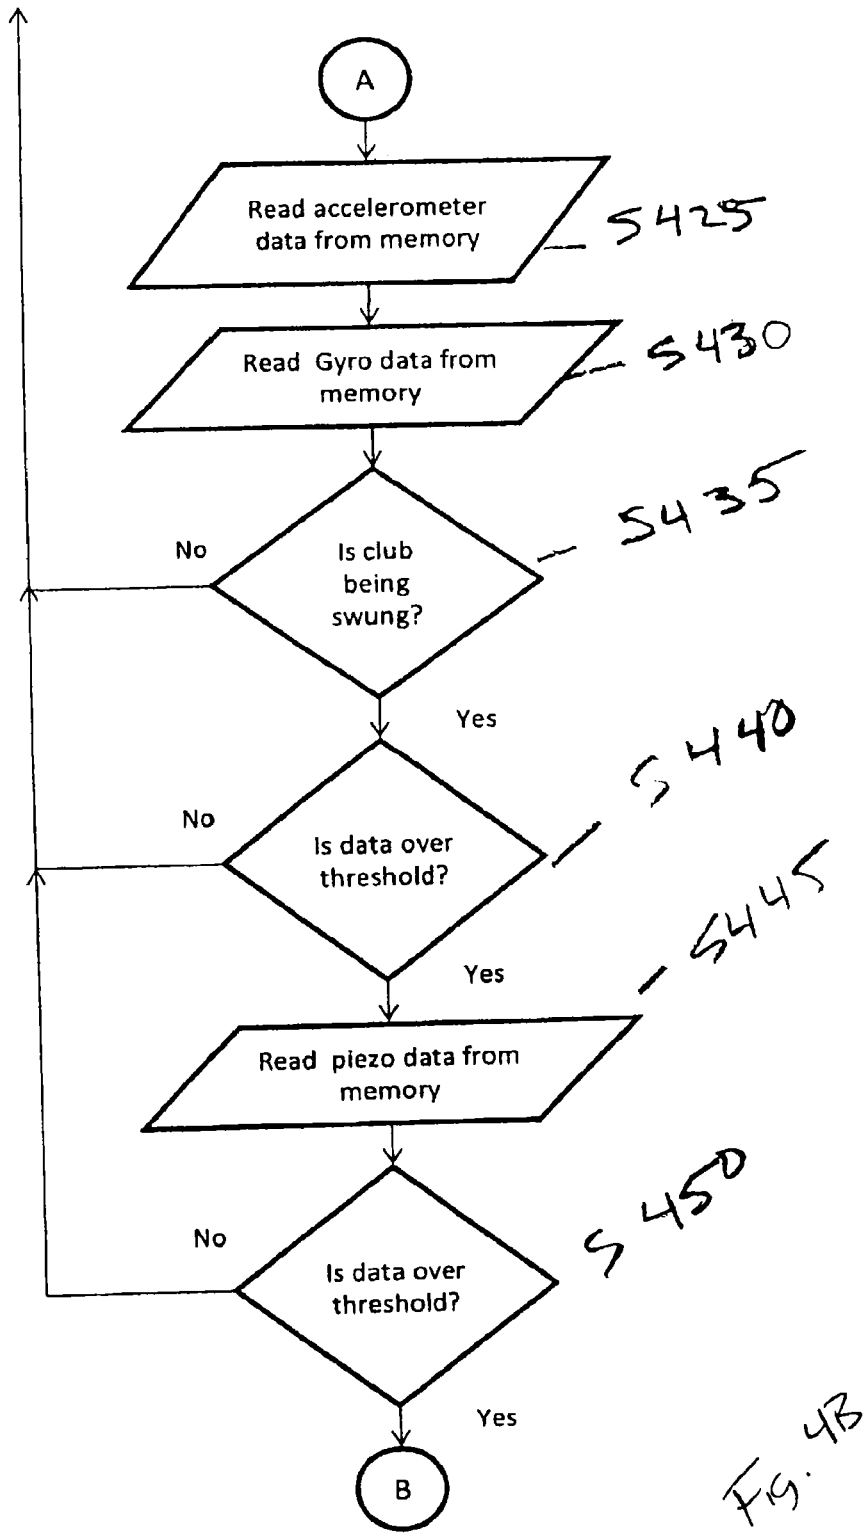 A
Read accelerometer
data from memory
S425
Read Gyro data from
memory
S430
Is club
being
swung?
S435
No
Yes
Is data over
threshold?
S440
No
Yes
Read piezo data from
memory
S445
Is data over
threshold?
S450
No
Yes
B
Fig. 4B